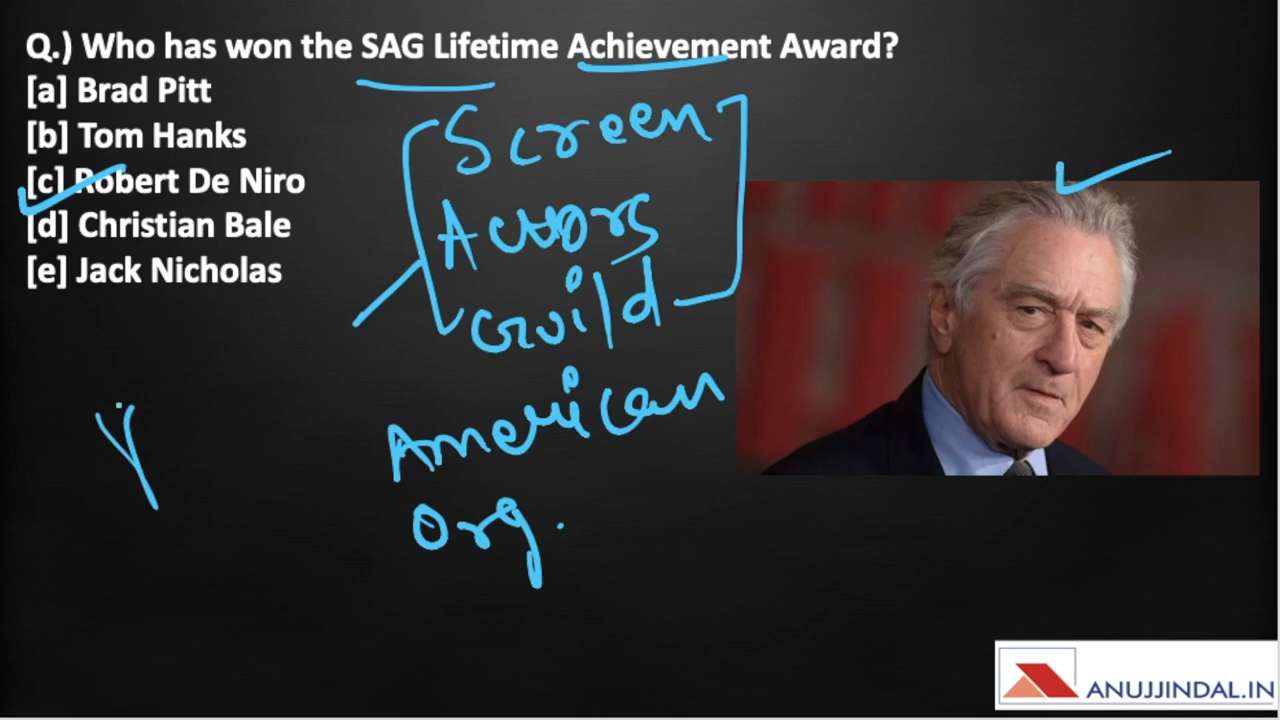 Q.) Who has won the SAG Lifetime Achievement Award?
[a] Brad Pitt
[b] Tom Hanks
[c] Robert De Niro
[d] Christian Bale
[e] Jack Nicholas
Screen
Actors
Guild
American
Org.
ANUJJINDAL.IN